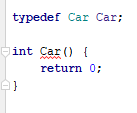 typedef Car Car;
int Car() {
return 0;
}